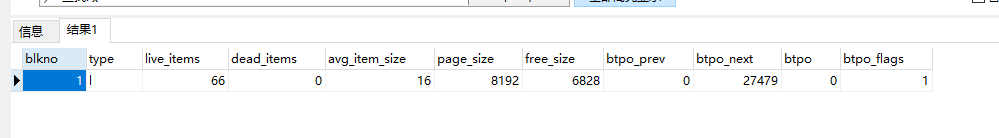 信息 结果1
blkno type live_items dead_items avg_item_size page_size free_size btpo_prev btpo_next btpo btpo_flags
1 l 66 0 16 8192 6828 0 27479 0 1